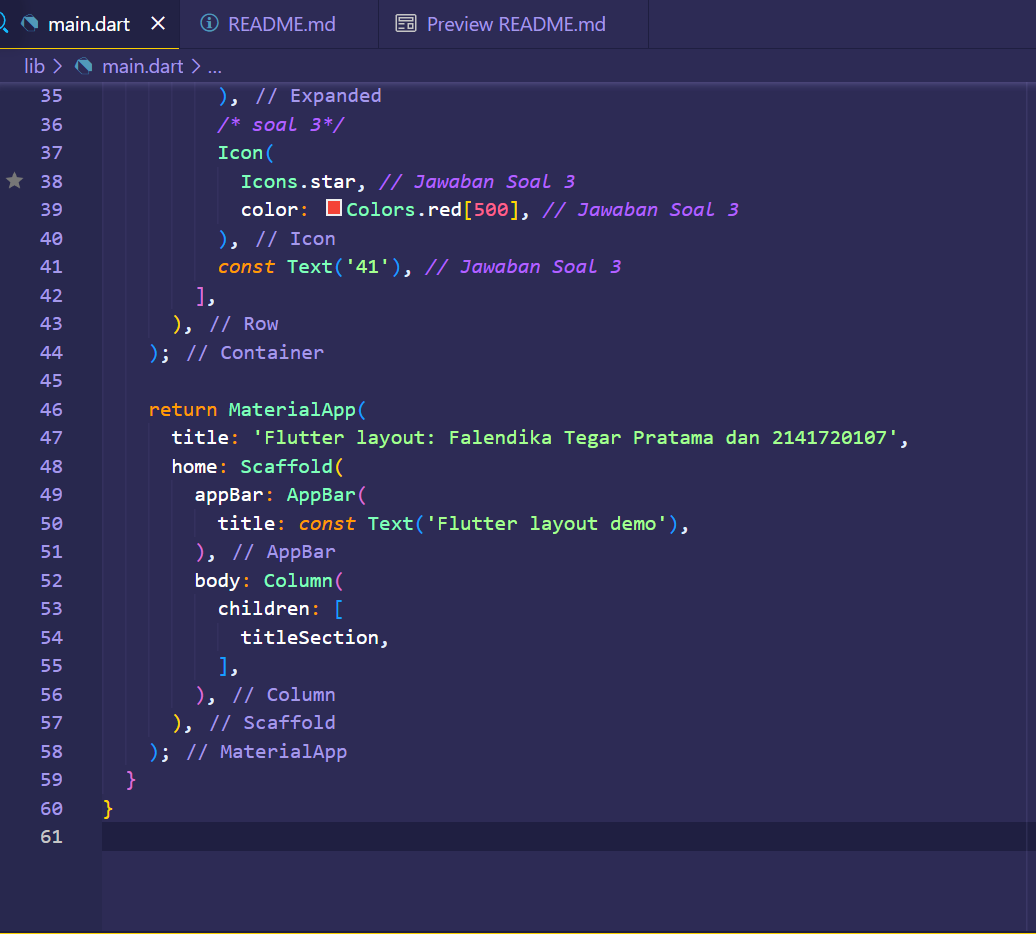 main.dart README.md Preview README.md
lib > main.dart > ...
35 ), // Expanded
36 /* soal 3*/
37 Icon(
38 Icons.star, // Jawaban Soal 3
39 color: Colors.red[500], // Jawaban Soal 3
40 ), // Icon
41 const Text('41'), // Jawaban Soal 3
42 ],
43 ), // Row
44 ); // Container
45
46 return MaterialApp(
47 title: 'Flutter layout: Falendika Tegar Pratama dan 2141720107',
48 home: Scaffold(
49 appBar: AppBar(
50 title: const Text('Flutter layout demo'),
51 ), // AppBar
52 body: Column(
53 children: [
54 titleSection,
55 ],
56 ), // Column
57 ), // Scaffold
58 ); // MaterialApp
59 }
60 }
61